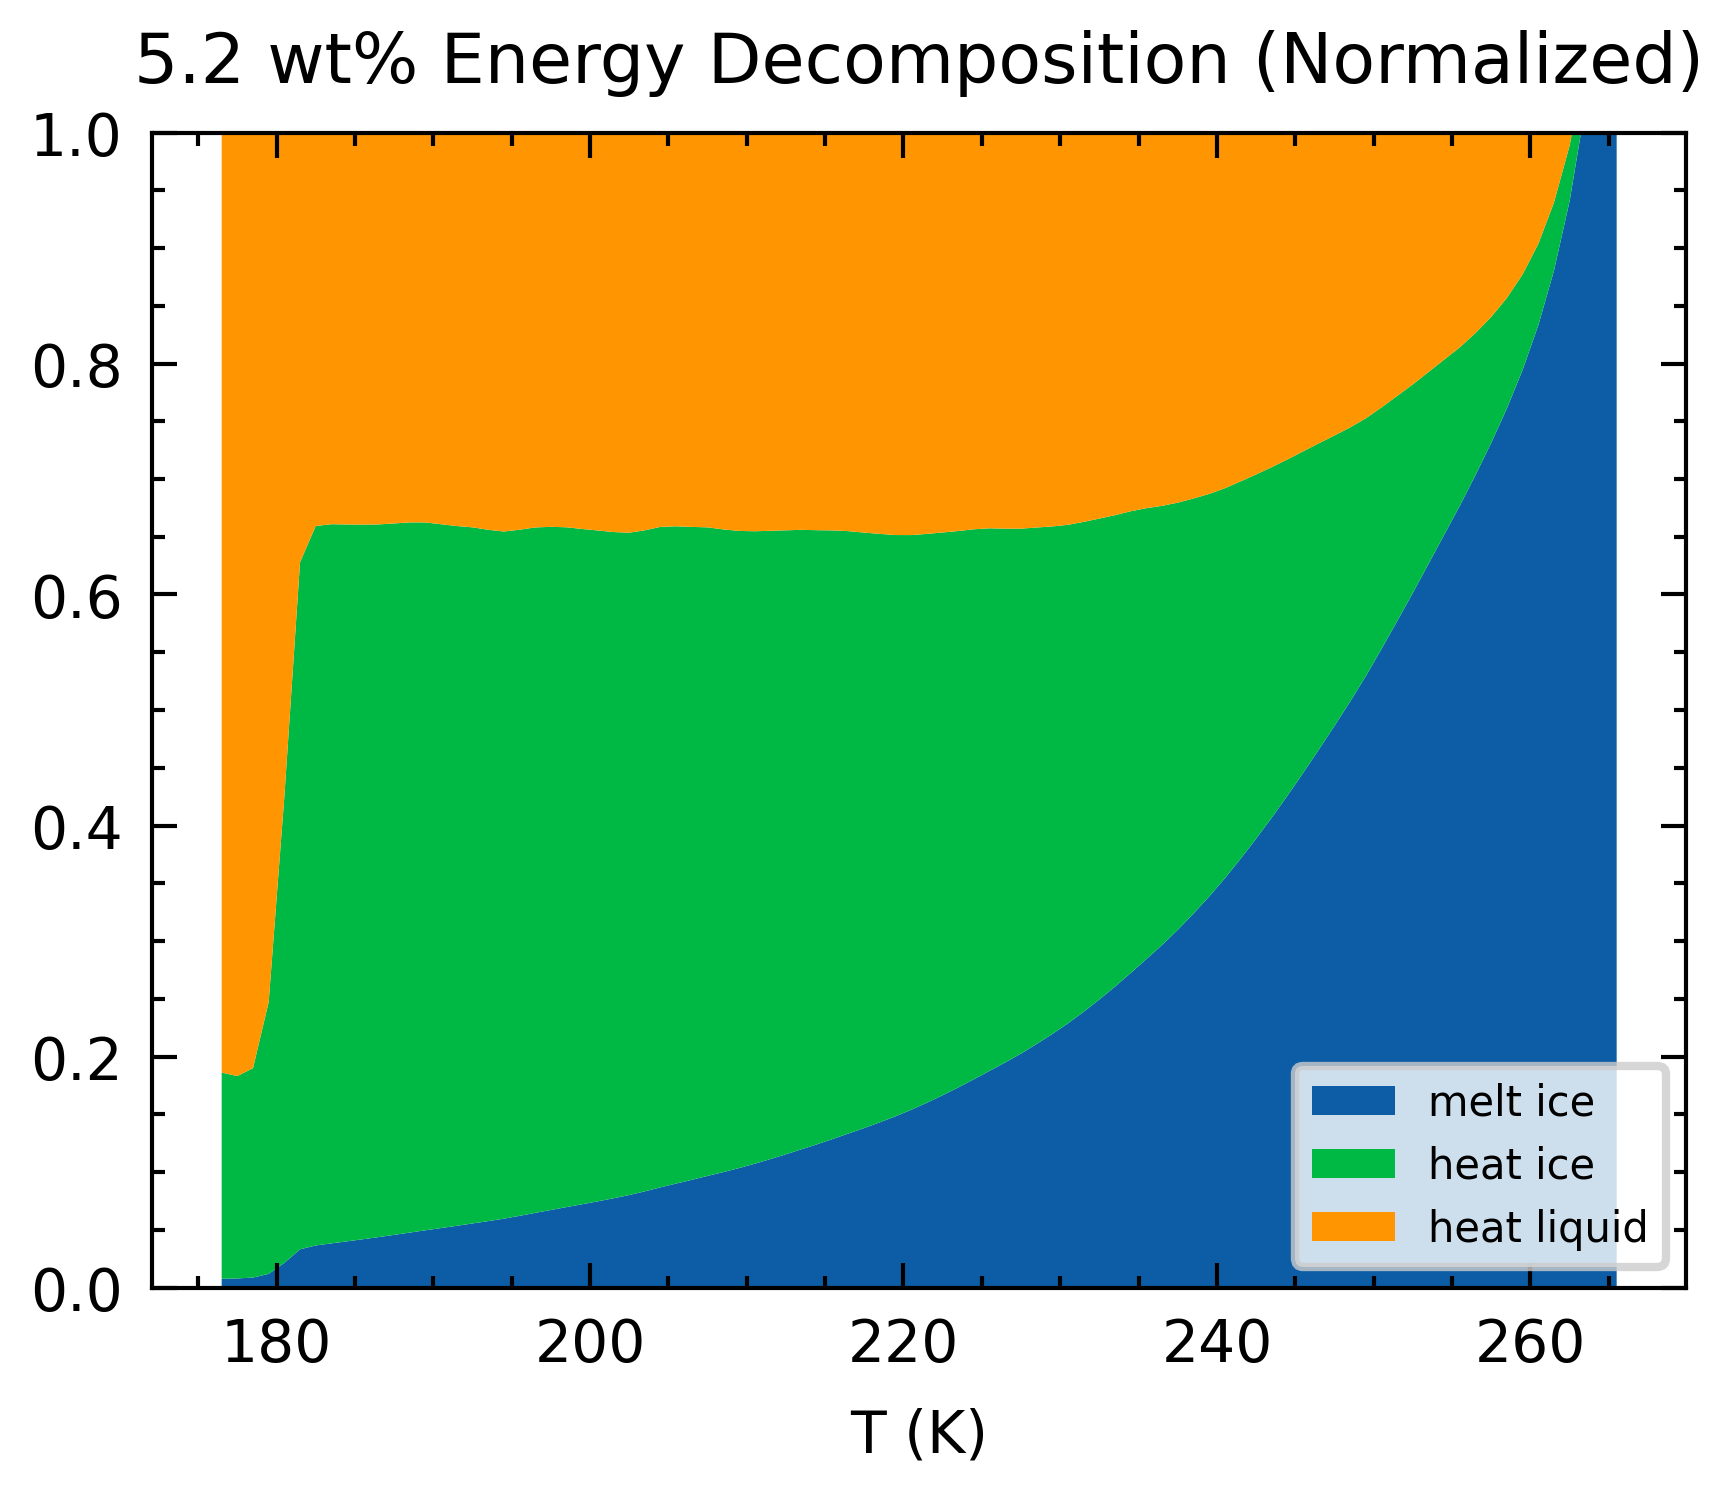 5.2 wt% Energy Decomposition (Normalized)
1.0
0.8
0.6
0.4
0.2
0.0
melt ice
heat ice
heat liquid
180 200 220 240 260
T (K)